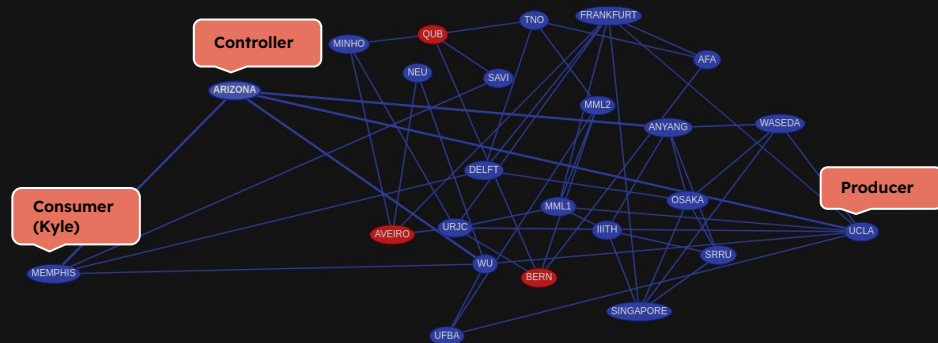 FRANKFURT
TNO
QUB
MINHO
Controller
AFA
NEU
SAVI
ARIZONA
MML2
WASEDA
ANYANG
DELFT
Producer
Consumer
(Kyle)
OSAKA
MML1
URJC
IIITH
UCLA
AVEIRO
SRRU
WU
MEMPHIS
BERN
SINGAPORE
UFBA